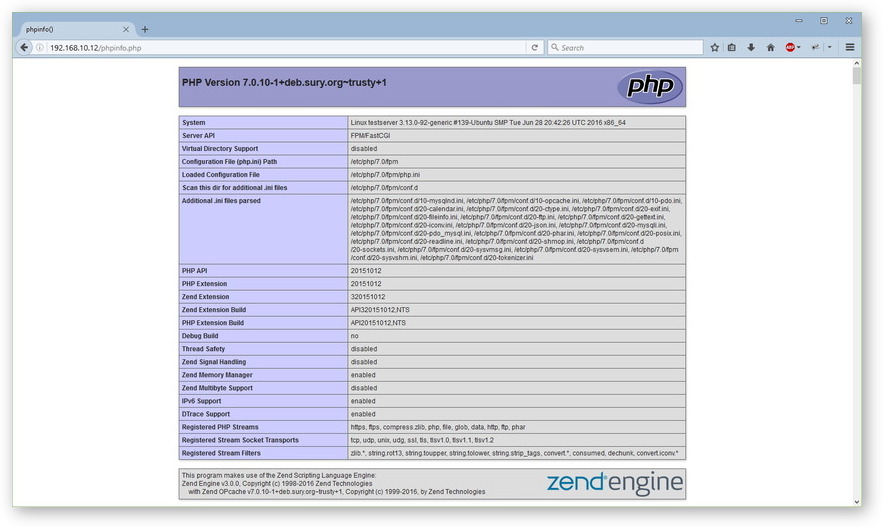 phpinfo()
192.168.10.12/phpinfo.php
Search
ABP
PHP Version 7.0.10-1+deb.sury.org~trusty+1
php
System Linux testserver 3.13.0-92-generic #139-Ubuntu SMP Tue Jun 28 20:42:26 UTC 2016 x86_64
Server API FPM/FastCGI
Virtual Directory Support disabled
Configuration File (php.ini) Path /etc/php/7.0/fpm
Loaded Configuration File /etc/php/7.0/fpm/php.ini
Scan this dir for additional .ini files /etc/php/7.0/fpm/conf.d
Additional .ini files parsed /etc/php/7.0/fpm/conf.d/10-mysqlnd.ini, /etc/php/7.0/fpm/conf.d/10-opcache.ini, /etc/php/7.0/fpm/conf.d/10-pdo.ini,
/etc/php/7.0/fpm/conf.d/20-calendar.ini, /etc/php/7.0/fpm/conf.d/20-ctype.ini, /etc/php/7.0/fpm/conf.d/20-exif.ini,
/etc/php/7.0/fpm/conf.d/20-fileinfo.ini, /etc/php/7.0/fpm/conf.d/20-ftp.ini, /etc/php/7.0/fpm/conf.d/20-gettext.ini,
/etc/php/7.0/fpm/conf.d/20-iconv.ini, /etc/php/7.0/fpm/conf.d/20-json.ini, /etc/php/7.0/fpm/conf.d/20-mysqli.ini,
/etc/php/7.0/fpm/conf.d/20-pdo_mysql.ini, /etc/php/7.0/fpm/conf.d/20-phar.ini, /etc/php/7.0/fpm/conf.d/20-posix.ini,
/etc/php/7.0/fpm/conf.d/20-readline.ini, /etc/php/7.0/fpm/conf.d/20-shmop.ini, /etc/php/7.0/fpm/conf.d
/20-sockets.ini, /etc/php/7.0/fpm/conf.d/20-sysvmsg.ini, /etc/php/7.0/fpm/conf.d/20-sysvsem.ini, /etc/php/7.0/fpm
/conf.d/20-sysvshm.ini, /etc/php/7.0/fpm/conf.d/20-tokenizer.ini
PHP API 20151012
PHP Extension 20151012
Zend Extension 320151012
Zend Extension Build API320151012,NTS
PHP Extension Build API20151012,NTS
Debug Build no
Thread Safety disabled
Zend Signal Handling disabled
Zend Memory Manager enabled
Zend Multibyte Support disabled
IPv6 Support enabled
DTrace Support enabled
Registered PHP Streams https, ftps, compress.zlib, php, file, glob, data, http, ftp, phar
Registered Stream Socket Transports tcp, udp, unix, udg, ssl, tls, tlsv1.0, tlsv1.1, tlsv1.2
Registered Stream Filters zlib.*, string.rot13, string.toupper, string.tolower, string.strip_tags, convert.*, consumed, dechunk, convert.iconv.*
This program makes use of the Zend Scripting Language Engine:
Zend Engine v3.0.0, Copyright (c) 1998-2016 Zend Technologies
with Zend OPcache v7.0.10-1+deb.sury.org~trusty+1, Copyright (c) 1999-2016, by Zend Technologies
zend engine